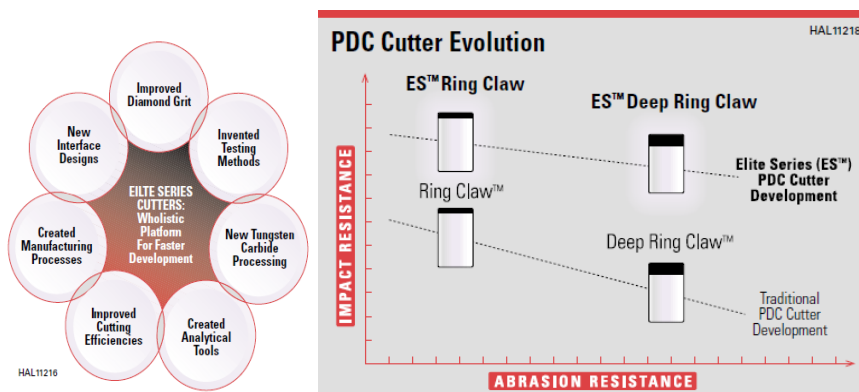 Improved
Diamond Grit
New
Interface
Designs
Invented
Testing
Methods
EILTE SERIES
CUTTERS:
Wholistic
Platform
For Faster
Development
Created
Manufacturing
Processes
New Tungsten
Carbide
Processing
Improved
Cutting
Efficiencies
Created
Analytical
Tools
HAL11216
PDC Cutter Evolution
HAL11218
ES™ Ring Claw
ES™ Deep Ring Claw
Elite Series (ES™)
PDC Cutter
Development
Ring Claw™
Deep Ring Claw™
Traditional
PDC Cutter
Development
IMPACT RESISTANCE
ABRASION RESISTANCE